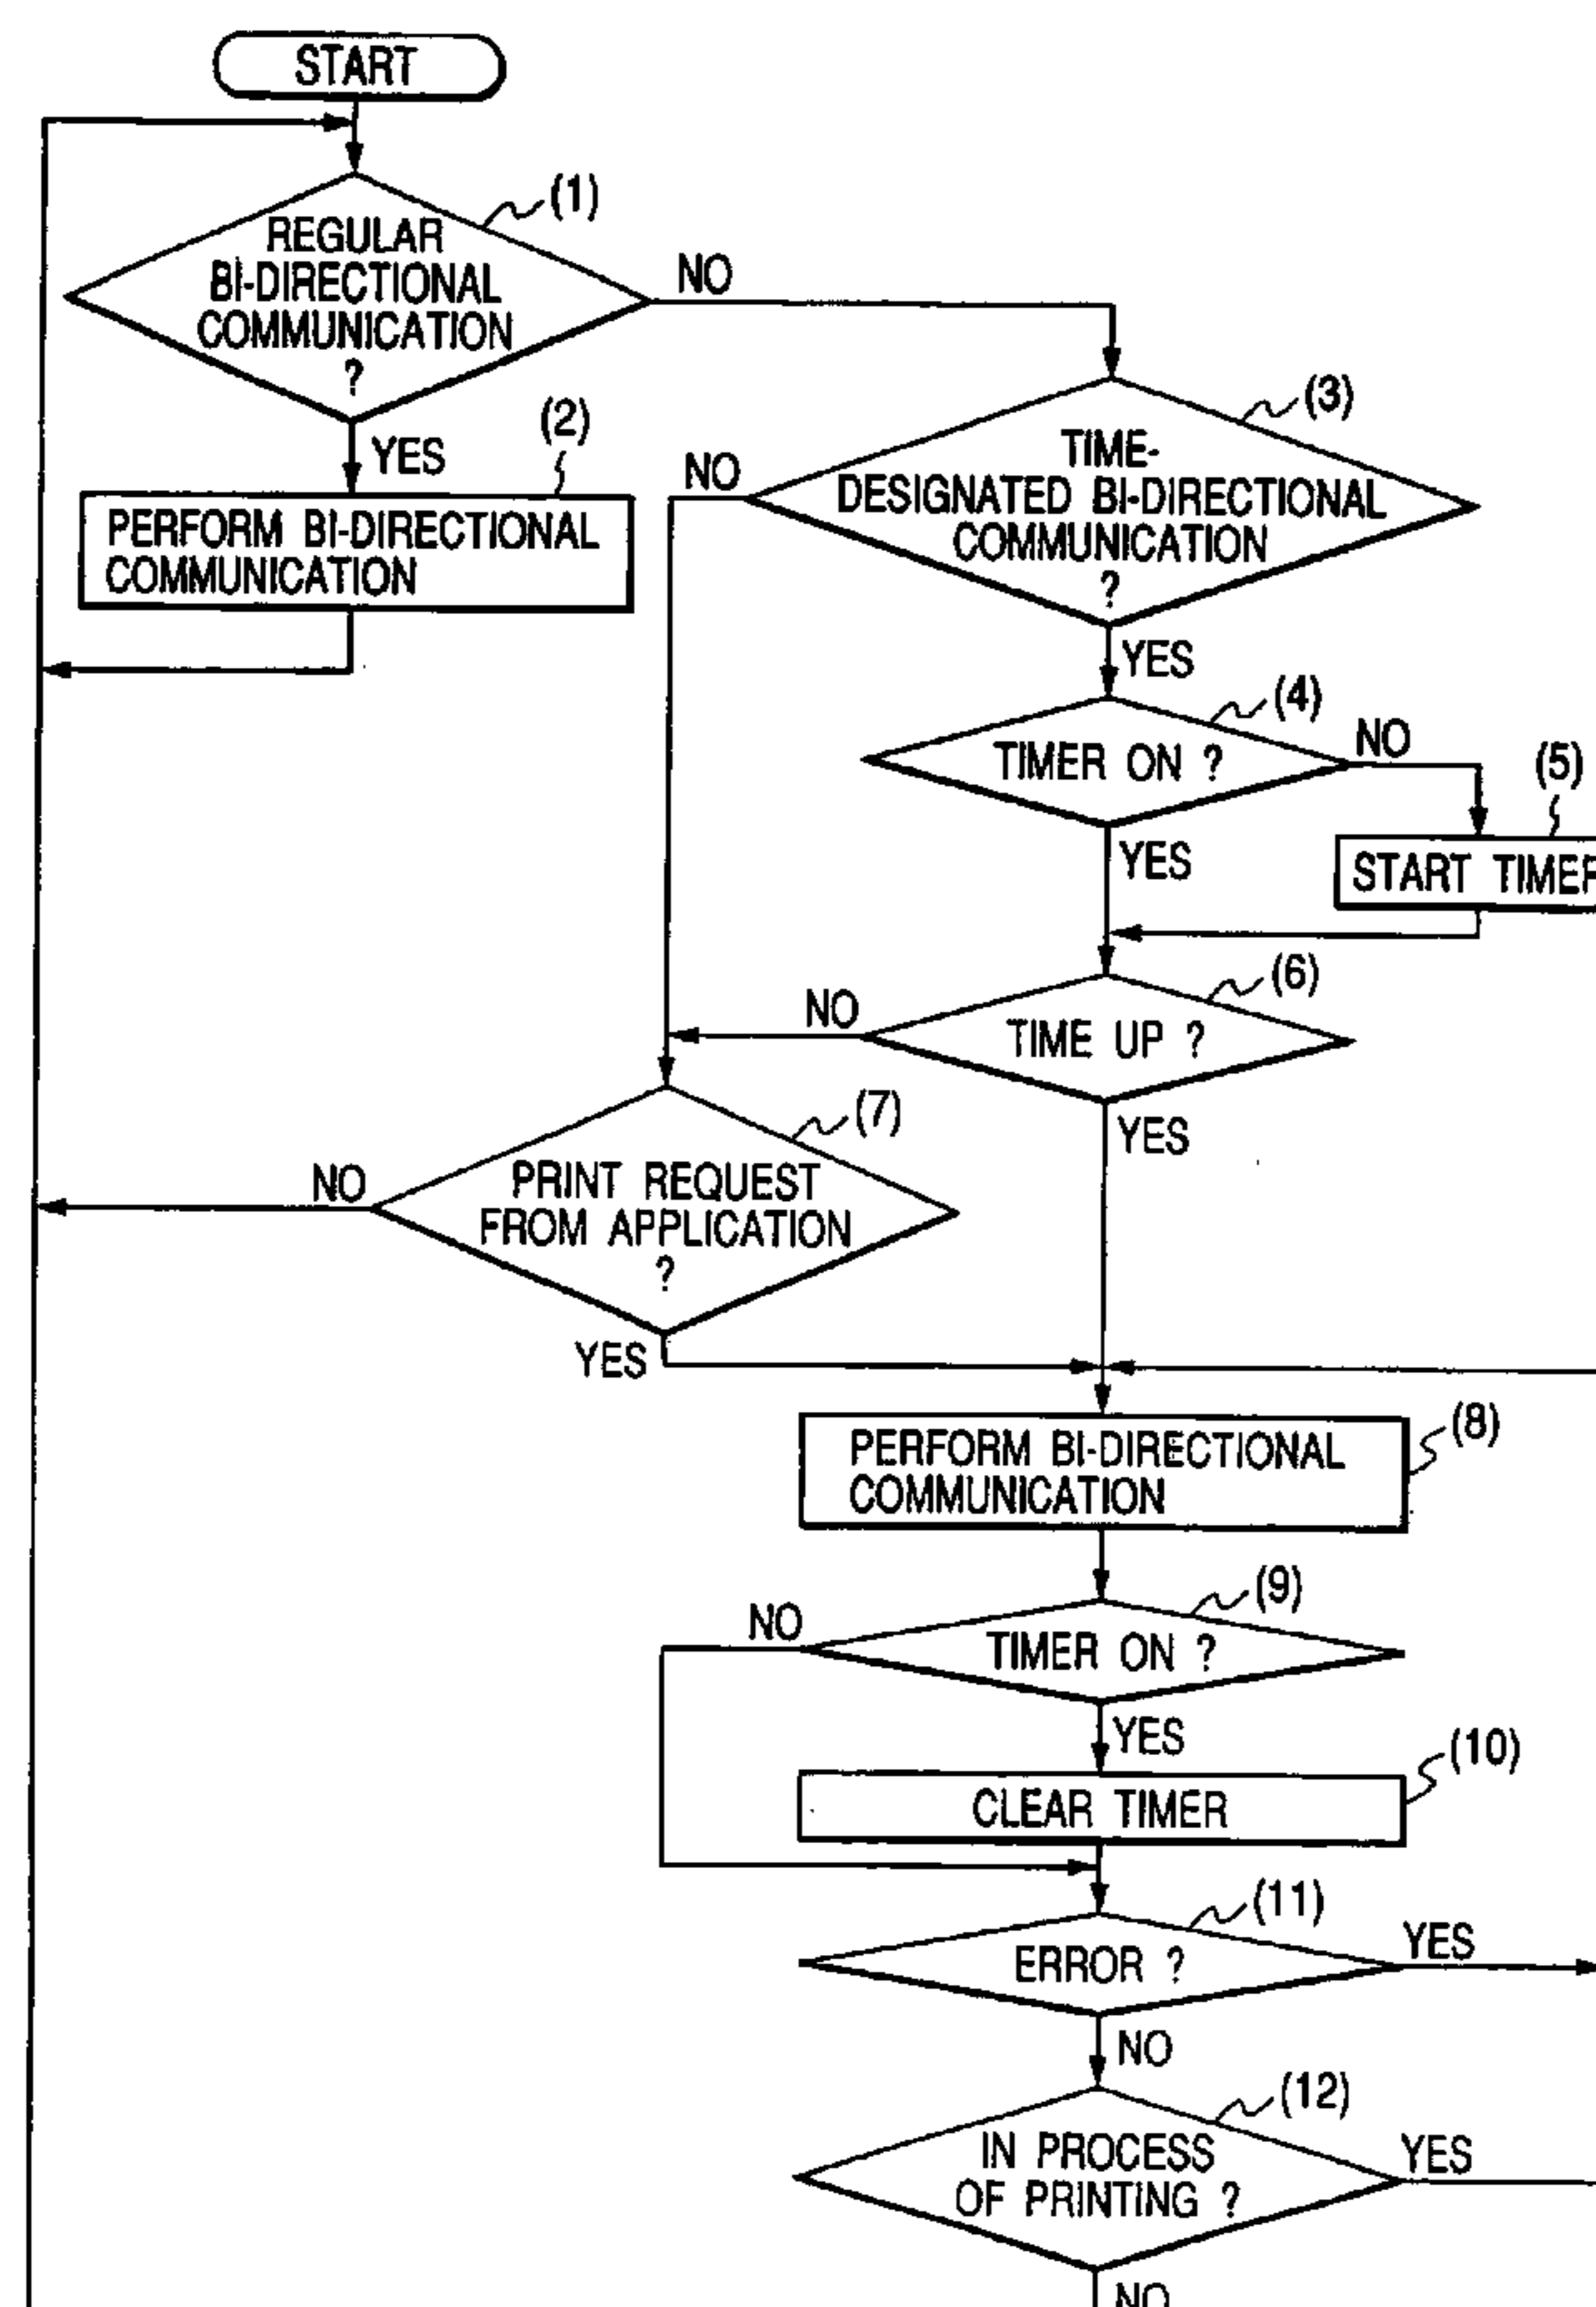 START
(1)
REGULAR
BI-DIRECTIONAL
COMMUNICATION
?
NO
YES
(2)
PERFORM BI-DIRECTIONAL
COMMUNICATION
(3)
TIME-
DESIGNATED BI-DIRECTIONAL
COMMUNICATION
?
NO
YES
(4)
TIMER ON ?
NO
YES
(5)
START TIMER
(6)
TIME UP ?
NO
YES
(7)
PRINT REQUEST
FROM APPLICATION
?
NO
YES
(8)
PERFORM BI-DIRECTIONAL
COMMUNICATION
(9)
TIMER ON ?
NO
YES
(10)
CLEAR TIMER
(11)
ERROR ?
YES
NO
(12)
IN PROCESS
OF PRINTING ?
YES
NO